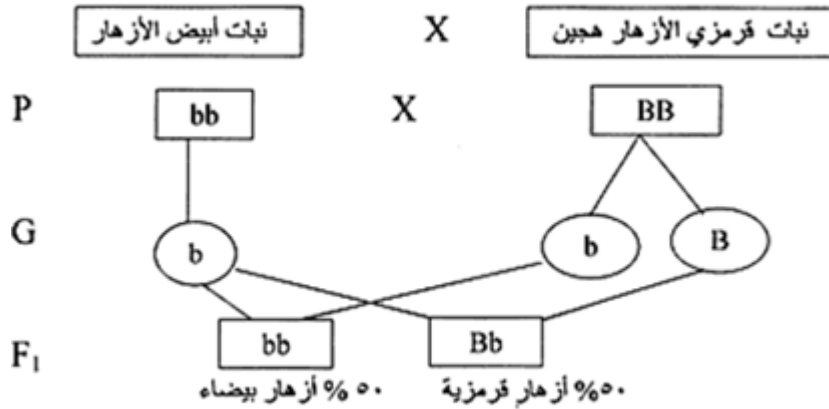 نبات قرمزي الأزهار هجين X نبات أبيض الأزهار
P bb X BB
G b b B
F₁ bb Bb
٥٠% أزهار قرمزية ٥٠% أزهار بيضاء